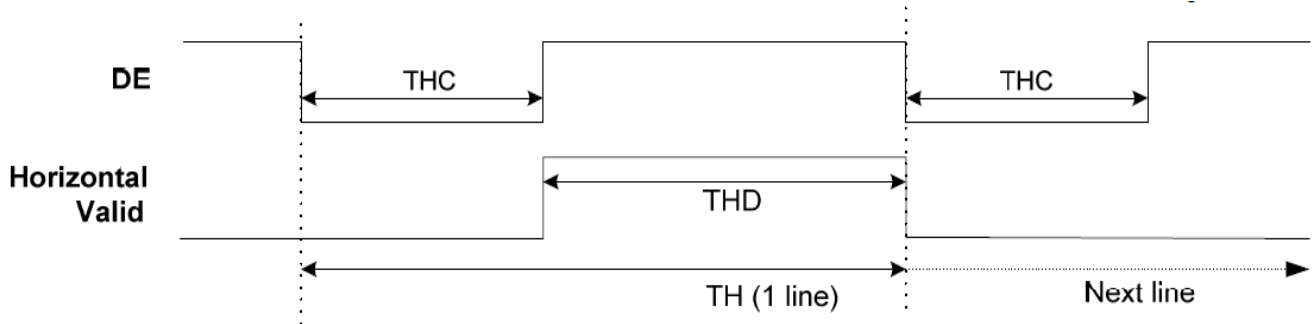 DE
THC
THC
Horizontal
Valid
THD
TH (1 line)
Next line